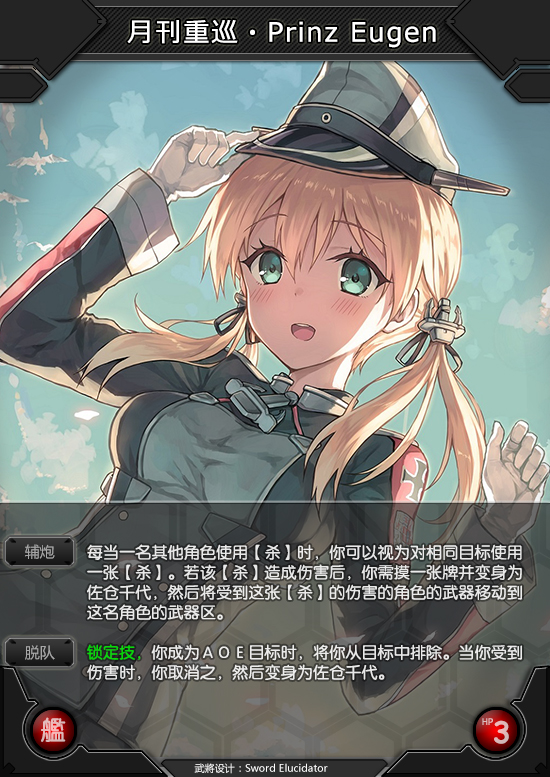 月刊重巡·Prinz Eugen
辅炮
每当一名其他角色使用【杀】时，你可以视为对相同目标使用
一张【杀】。若该【杀】造成伤害后，你需摸一张牌并变身为
佐仓千代，然后将受到这张【杀】的伤害的角色的武器移动到
这名角色的武器区。
脱队
锁定技，你成为AOE目标时，将你从目标中排除。当你受到
伤害时，你取消之，然后变身为佐仓千代。
艦
HP 3
武將设计：Sword Elucidator